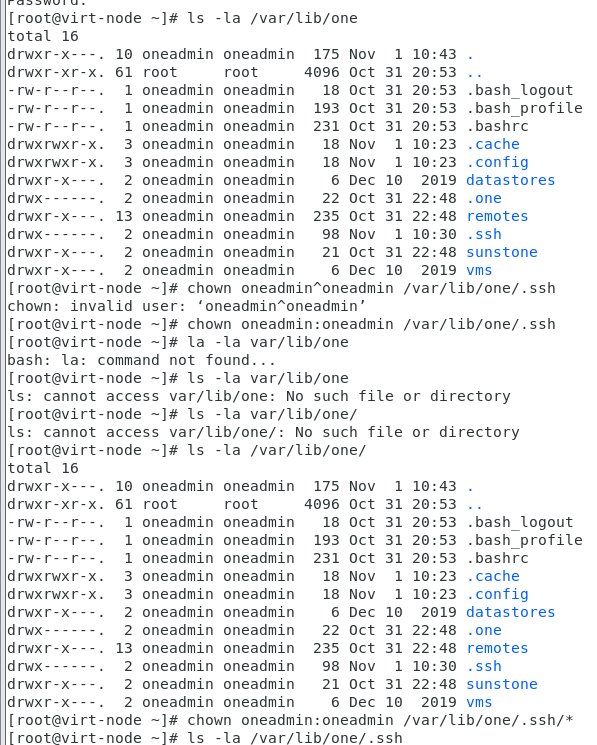 Password:
[root@virt-node ~]# ls -la /var/lib/one
total 16
drwxr-x---. 10 oneadmin oneadmin  175 Nov  1 10:43 .
drwxr-xr-x. 61 root     root     4096 Oct 31 20:53 ..
-rw-r--r--.  1 oneadmin oneadmin   18 Oct 31 20:53 .bash_logout
-rw-r--r--.  1 oneadmin oneadmin  193 Oct 31 20:53 .bash_profile
-rw-r--r--.  1 oneadmin oneadmin  231 Oct 31 20:53 .bashrc
drwxrwxr-x.  3 oneadmin oneadmin   18 Nov  1 10:23 .cache
drwxrwxr-x.  3 oneadmin oneadmin   18 Nov  1 10:23 .config
drwxr-x---.  2 oneadmin oneadmin    6 Dec 10  2019 datastores
drwx------.  2 oneadmin oneadmin   22 Oct 31 22:48 .one
drwxr-x---. 13 oneadmin oneadmin  235 Oct 31 22:48 remotes
drwx------.  2 oneadmin oneadmin   98 Nov  1 10:30 .ssh
drwxr-x---.  2 oneadmin oneadmin   21 Oct 31 22:48 sunstone
drwxr-x---.  2 oneadmin oneadmin    6 Dec 10  2019 vms
[root@virt-node ~]# chown oneadmin^oneadmin /var/lib/one/.ssh
chown: invalid user: ‘oneadmin^oneadmin’
[root@virt-node ~]# chown oneadmin:oneadmin /var/lib/one/.ssh
[root@virt-node ~]# la -la var/lib/one
bash: la: command not found...
[root@virt-node ~]# ls -la var/lib/one
ls: cannot access var/lib/one: No such file or directory
[root@virt-node ~]# ls -la var/lib/one/
ls: cannot access var/lib/one/: No such file or directory
[root@virt-node ~]# ls -la /var/lib/one/
total 16
drwxr-x---. 10 oneadmin oneadmin  175 Nov  1 10:43 .
drwxr-xr-x. 61 root     root     4096 Oct 31 20:53 ..
-rw-r--r--.  1 oneadmin oneadmin   18 Oct 31 20:53 .bash_logout
-rw-r--r--.  1 oneadmin oneadmin  193 Oct 31 20:53 .bash_profile
-rw-r--r--.  1 oneadmin oneadmin  231 Oct 31 20:53 .bashrc
drwxrwxr-x.  3 oneadmin oneadmin   18 Nov  1 10:23 .cache
drwxrwxr-x.  3 oneadmin oneadmin   18 Nov  1 10:23 .config
drwxr-x---.  2 oneadmin oneadmin    6 Dec 10  2019 datastores
drwx------.  2 oneadmin oneadmin   22 Oct 31 22:48 .one
drwxr-x---. 13 oneadmin oneadmin  235 Oct 31 22:48 remotes
drwx------.  2 oneadmin oneadmin   98 Nov  1 10:30 .ssh
drwxr-x---.  2 oneadmin oneadmin   21 Oct 31 22:48 sunstone
drwxr-x---.  2 oneadmin oneadmin    6 Dec 10  2019 vms
[root@virt-node ~]# chown oneadmin:oneadmin /var/lib/one/.ssh/*
[root@virt-node ~]# ls -la /var/lib/one/.ssh